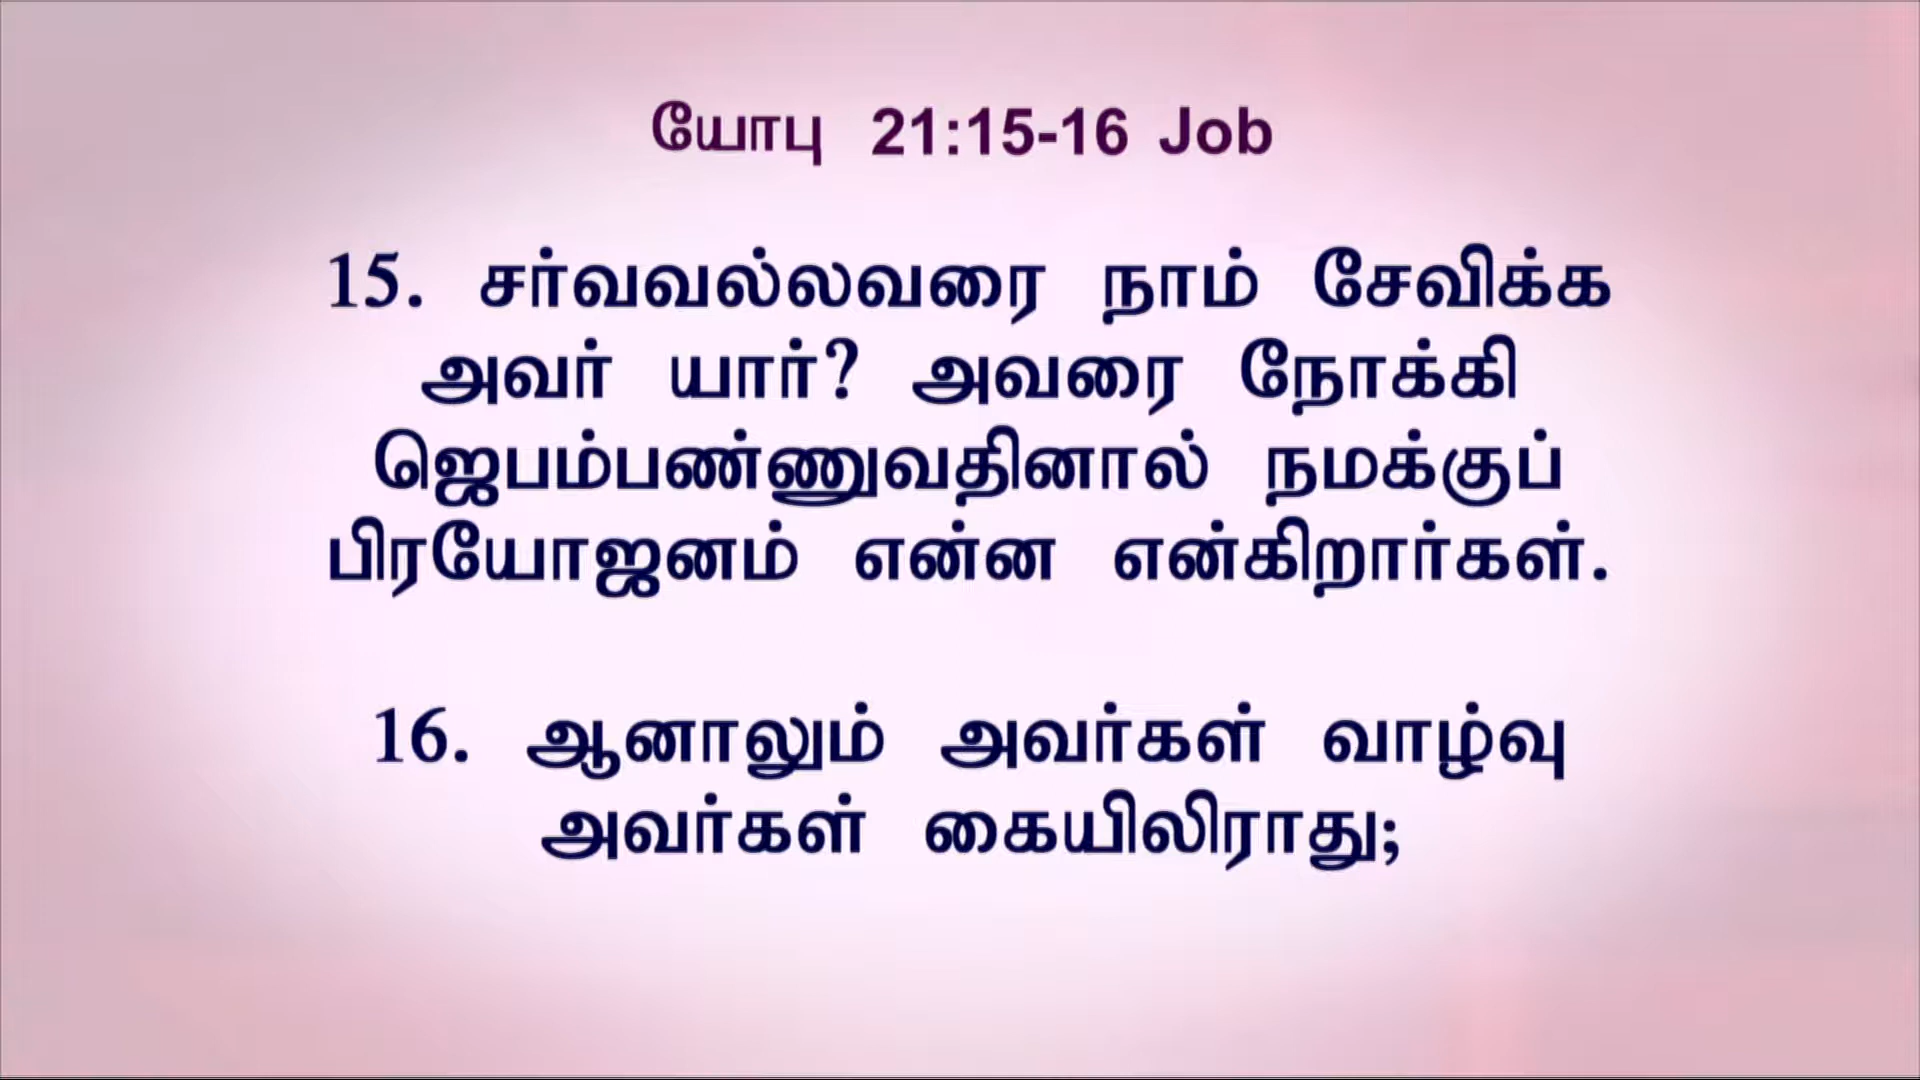 யோபு 21:15-16 Job
15. சர்வவல்லவரை நாம் சேவிக்க
அவர் யார்? அவரை நோக்கி
ஜெபம்பண்ணுவதினால் நமக்குப்
பிரயோஜனம் என்ன என்கிறார்கள்.
16. ஆனாலும் அவர்கள் வாழ்வு
அவர்கள் கையிலிராது;